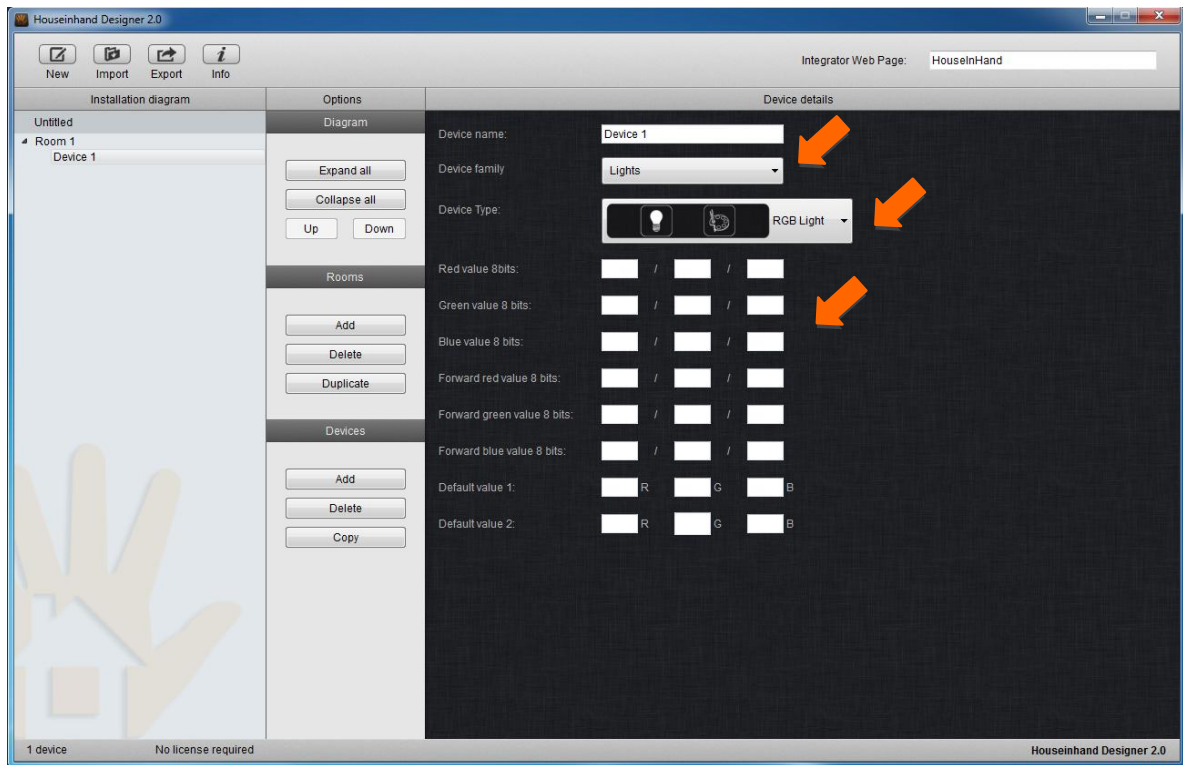 Houseinhand Designer 2.0
New Import Export Info
Integrator Web Page: HouseInHand
Installation diagram
Options
Device details
Untitled
Room 1
Device 1
Diagram
Expand all
Collapse all
Up Down
Rooms
Add
Delete
Duplicate
Devices
Add
Delete
Copy
Device name: Device 1
Device family Lights
Device Type: RGB Light
Red value 8bits: / /
Green value 8 bits: / /
Blue value 8 bits: / /
Forward red value 8 bits: / /
Forward green value 8 bits: / /
Forward blue value 8 bits: / /
Default value 1: R G B
Default value 2: R G B
1 device No license required Houseinhand Designer 2.0